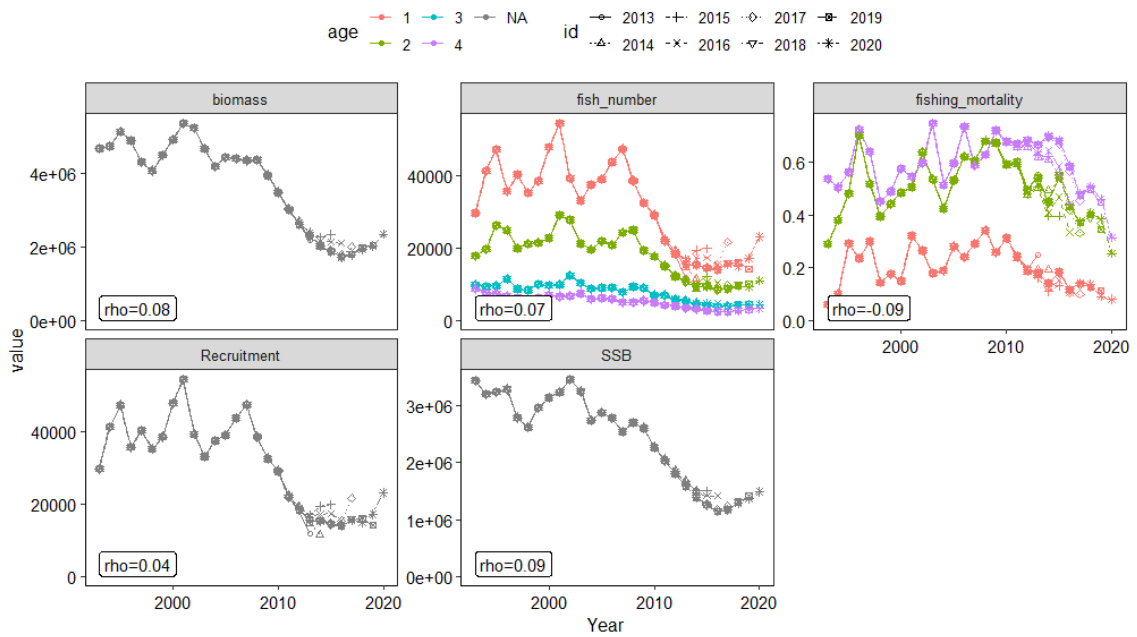 age 1 3 NA id 2013 2015 2017 2019
2 4 2014 2016 2018 2020
biomass fish_number fishing_mortality
4e+06 40000 0.6
2e+06 20000 0.4
0e+00 0 0.2
0.0
rho=0.08 rho=0.07 rho=-0.09
2000 2010 2020
value
Recruitment SSB
40000 3e+06
20000 2e+06
0 1e+06
0e+00
rho=0.04 rho=0.09
2000 2010 2020 2000 2010 2020
Year